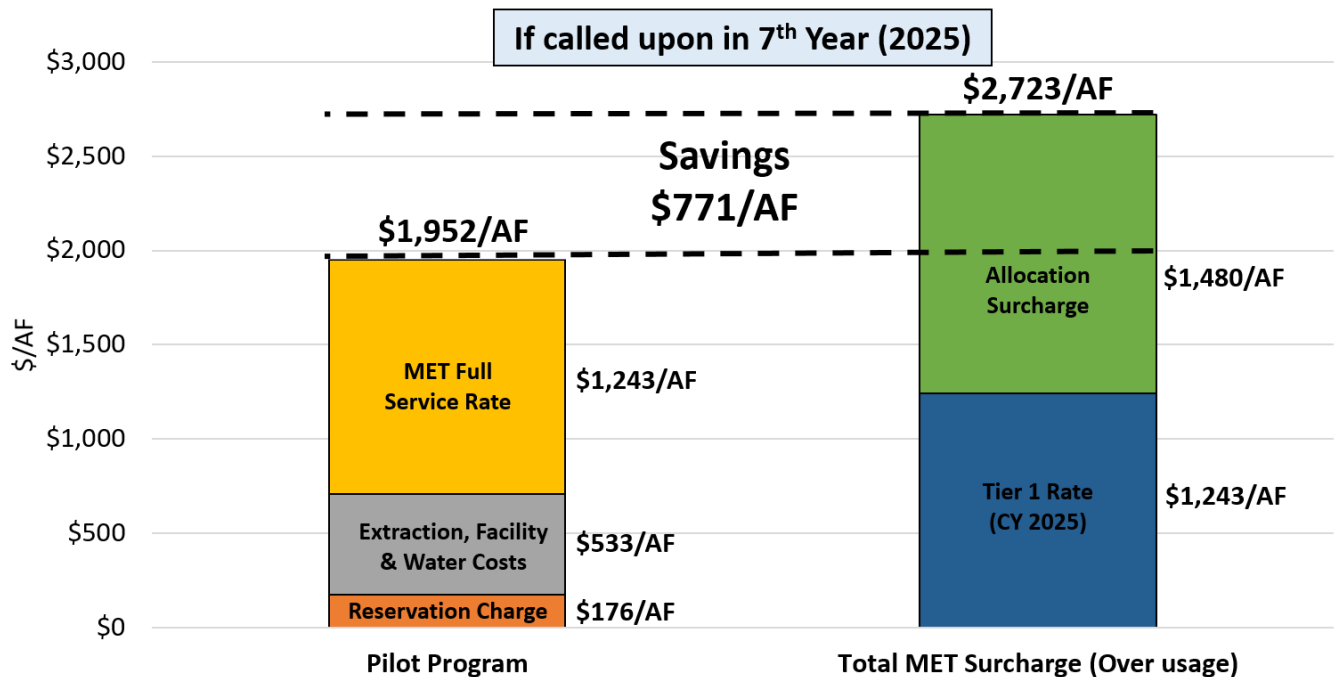 If called upon in 7th Year (2025)
$3,000
$2,500
$2,000
$1,500
$1,000
$500
$0
$/AF
$2,723/AF
Savings
$771/AF
$1,952/AF
Allocation
Surcharge
$1,480/AF
MET Full
Service Rate
$1,243/AF
Tier 1 Rate
(CY 2025)
$1,243/AF
Extraction, Facility
& Water Costs
$533/AF
Reservation Charge
$176/AF
Pilot Program
Total MET Surcharge (Over usage)